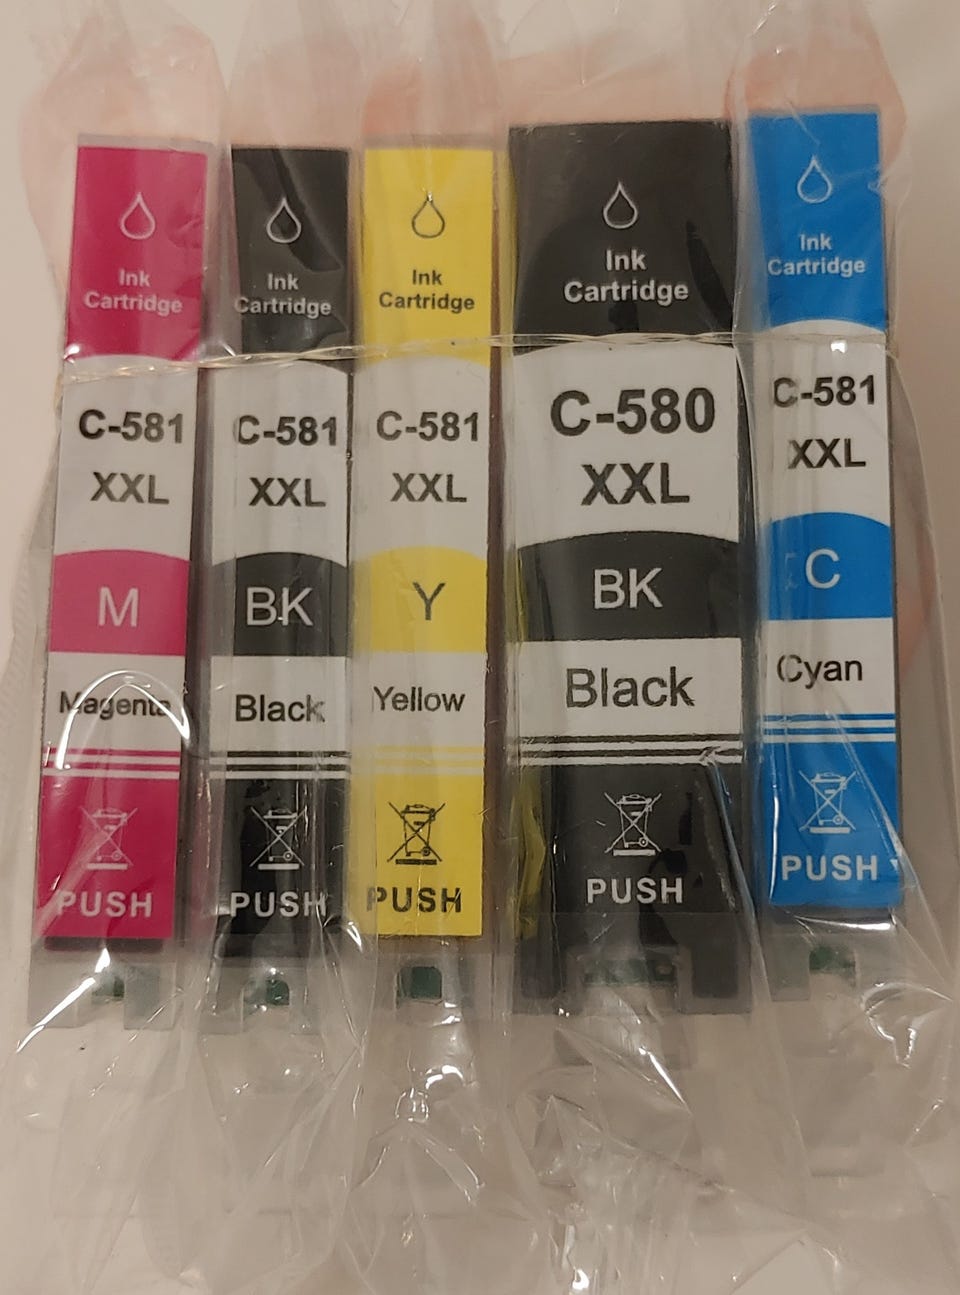 Ink
Cartridge
C-581
XXL
M
Magenta
PUSH
Ink
Cartridge
C-581
XXL
BK
Black
PUSH
Ink
Cartridge
C-581
XXL
Y
Yellow
PUSH
Ink
Cartridge
C-580
XXL
BK
Black
PUSH
Ink
Cartridge
C-581
XXL
C
Cyan
PUSH